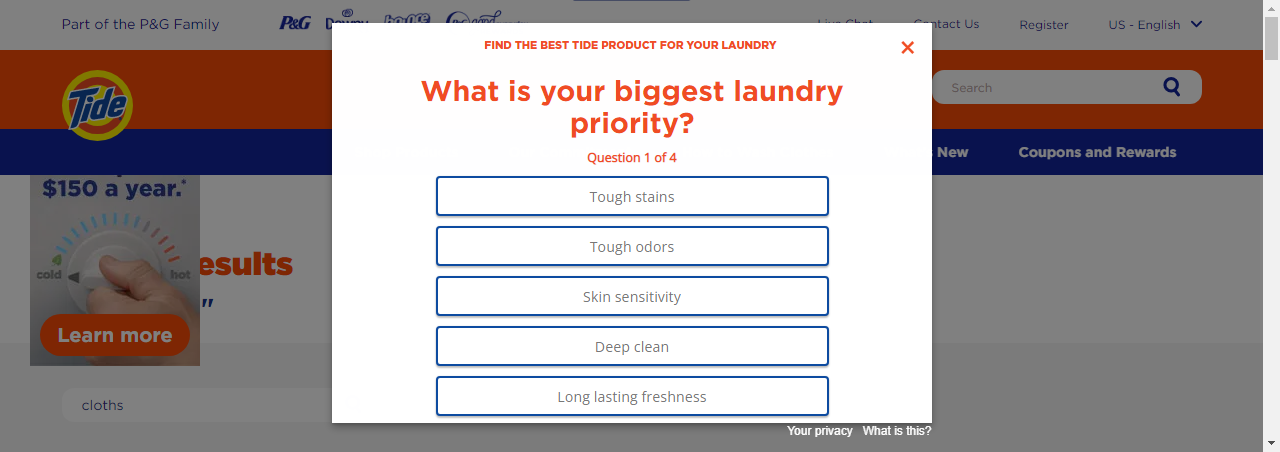 Part of the P&G Family
P&G
Downy
bounce
Live Chat
Contact Us
Register
US - English
FIND THE BEST TIDE PRODUCT FOR YOUR LAUNDRY
What is your biggest laundry
priority?
Question 1 of 4
Tough stains
Tough odors
Skin sensitivity
Deep clean
Long lasting freshness
Your privacy What is this?
Tide
Search
New
Coupons and Rewards
$150 a year.*
cold
hot
Learn more
esults
"
cloths